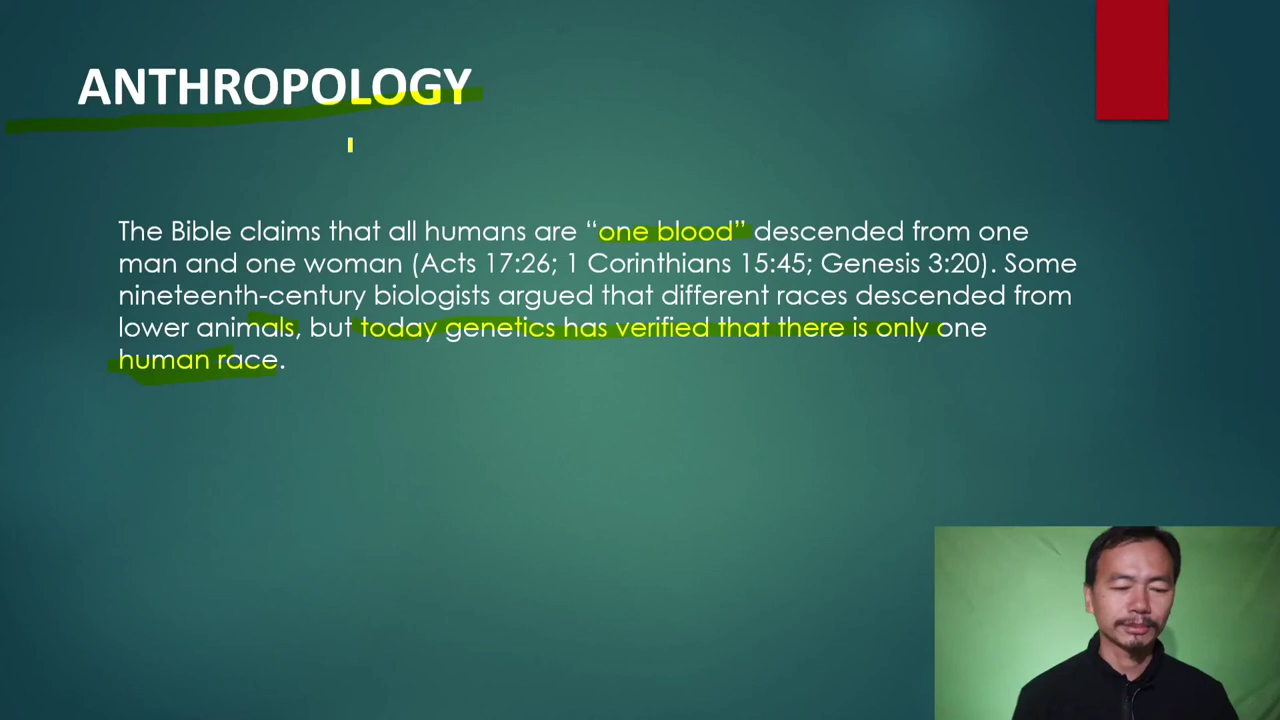 ANTHROPOLOGY
The Bible claims that all humans are “one blood” descended from one
man and one woman (Acts 17:26; 1 Corinthians 15:45; Genesis 3:20). Some
nineteenth-century biologists argued that different races descended from
lower animals, but today genetics has verified that there is only one
human race.